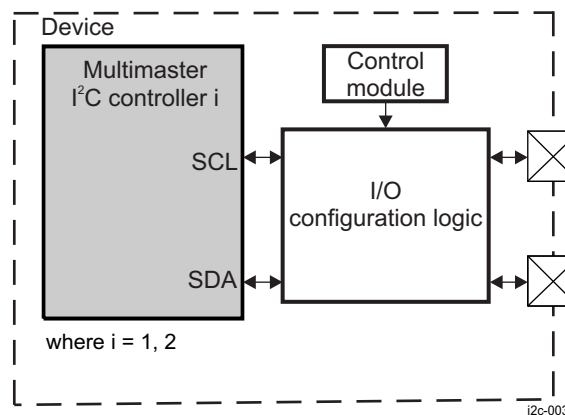 Device
Multimaster
I²C controller i
Control
module
SCL
I/O
configuration logic
SDA
where i = 1, 2
i2c-003